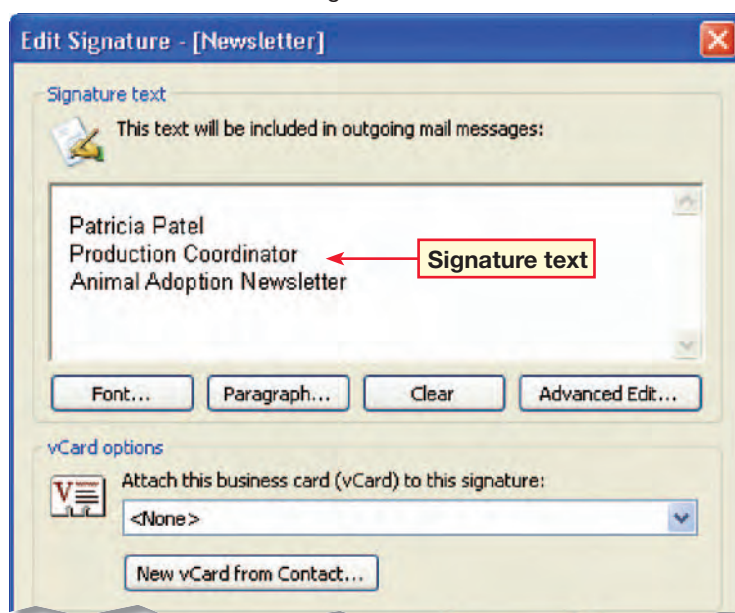 Edit Signature - [Newsletter]
Signature text
This text will be included in outgoing mail messages:
Patricia Patel
Production Coordinator
Signature text
Animal Adoption Newsletter
Font...
Paragraph...
Clear
Advanced Edit...
vCard options
Attach this business card (vCard) to this signature:
<None>
New vCard from Contact...